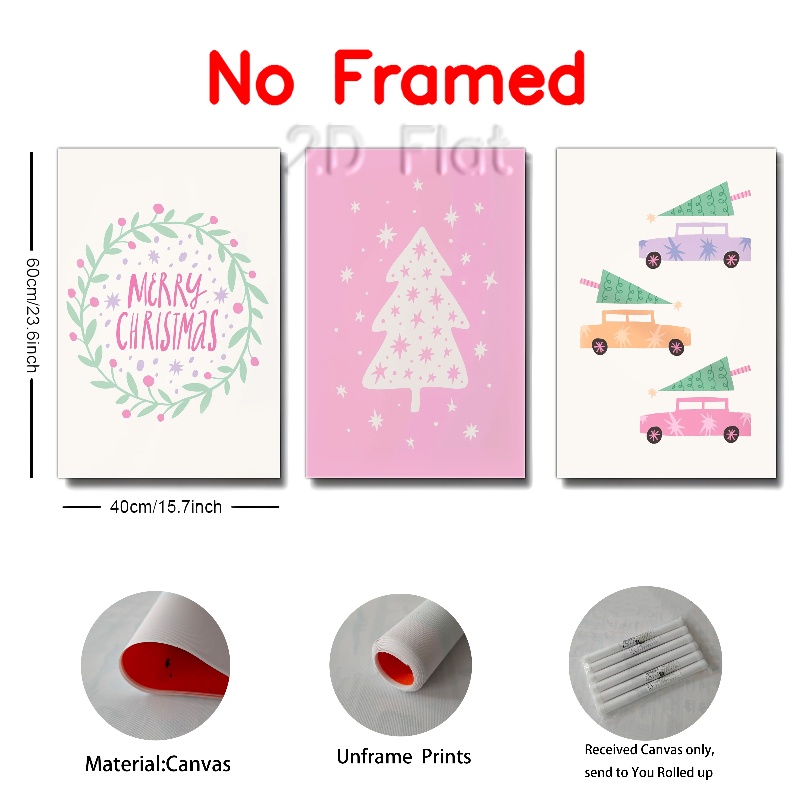 No Framed
2D Flat
60cm/23.6inch
MERRY
CHRISTMAS
40cm/15.7inch
Material:Canvas
Unframe Prints
Received Canvas only,
send to You Rolled up